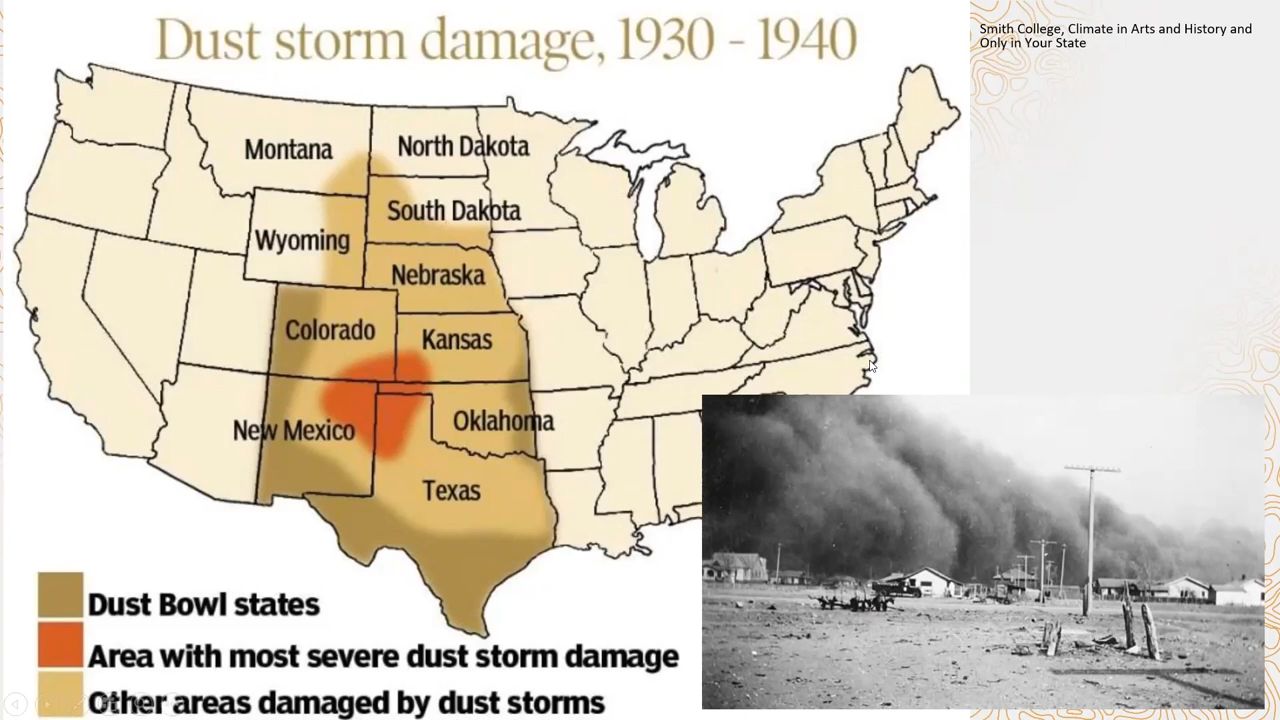 Dust storm damage, 1930 - 1940
Smith College, Climate in Arts and History and
Only in Your State
Montana
North Dakota
South Dakota
Wyoming
Nebraska
Colorado
Kansas
New Mexico
Oklahoma
Texas
Dust Bowl states
Area with most severe dust storm damage
Other areas damaged by dust storms